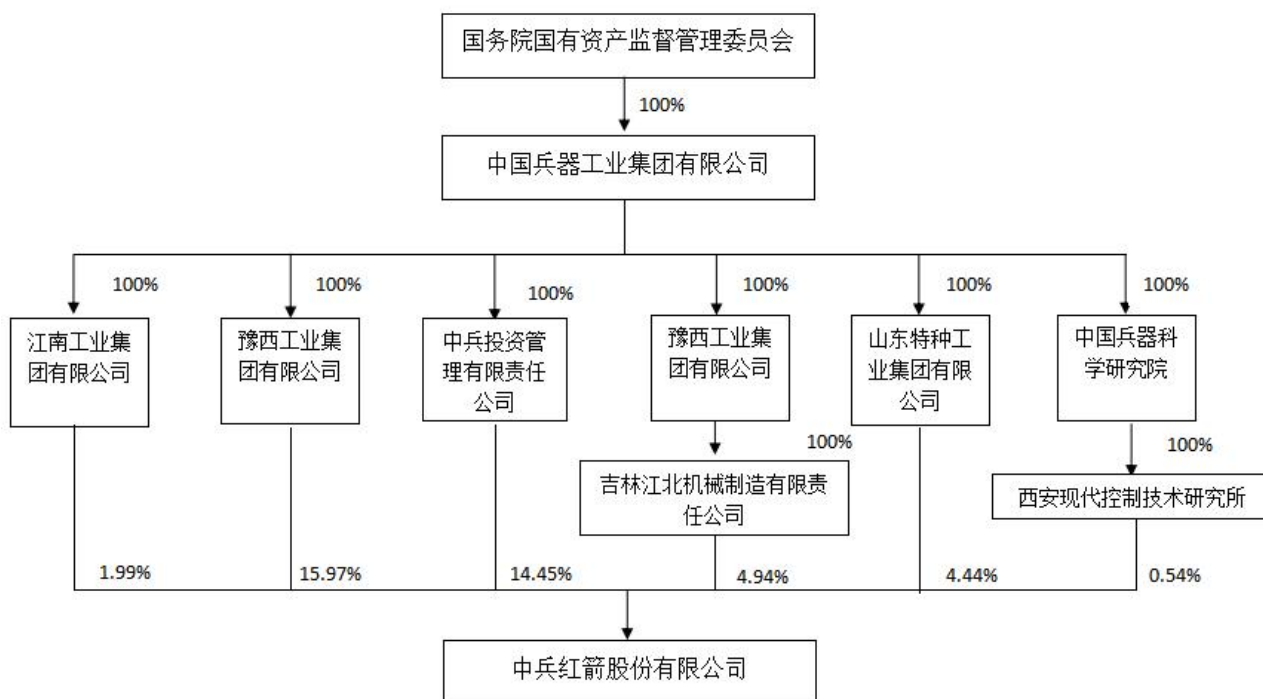 国务院国有资产监督管理委员会
100%
中国兵器工业集团有限公司
100%
100%
100%
100%
100%
100%
江南工业集
团有限公司
豫西工业集
团有限公司
中兵投资管
理有限责任
公司
豫西工业集
团有限公司
山东特种工
业集团有限
公司
中国兵器科
学研究院
100%
100%
吉林江北机械制造有限责
任公司
西安现代控制技术研究所
1.99%
15.97%
14.45%
4.94%
4.44%
0.54%
中兵红箭股份有限公司